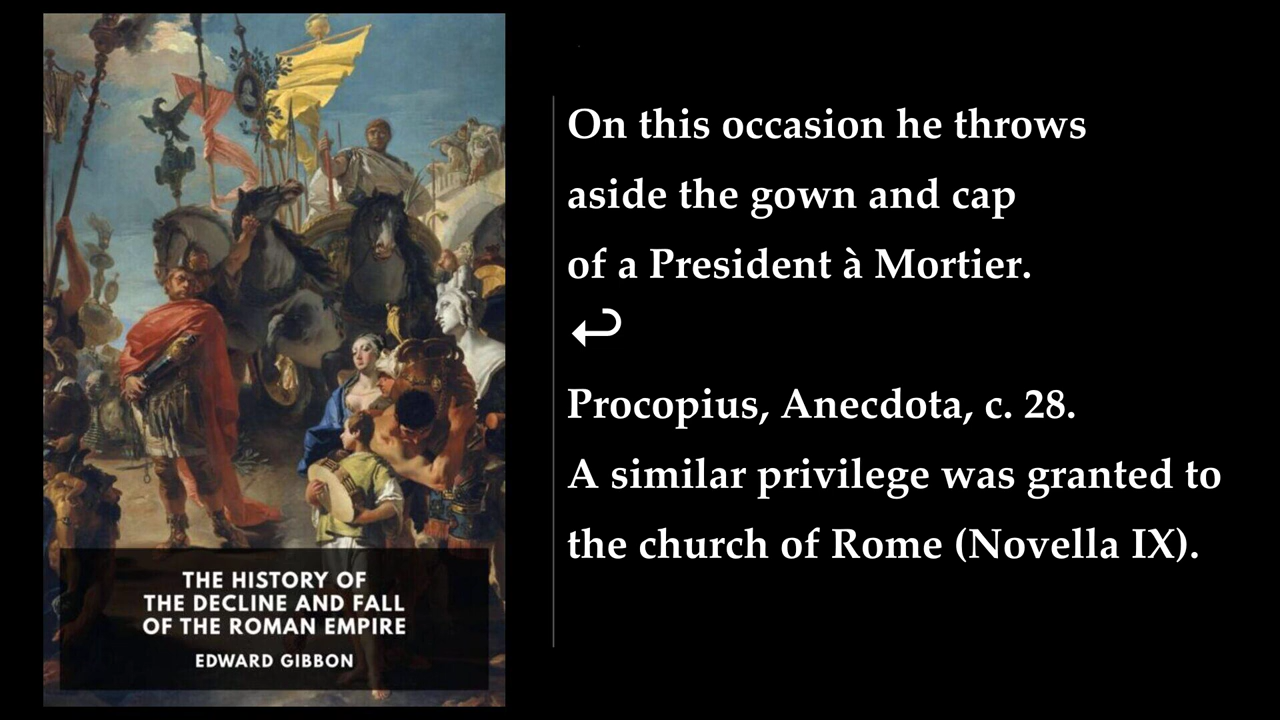 THE HISTORY OF
THE DECLINE AND FALL
OF THE ROMAN EMPIRE
EDWARD GIBBON
On this occasion he throws
aside the gown and cap
of a President à Mortier.
↩
Procopius, Anecdota, c. 28.
A similar privilege was granted to
the church of Rome (Novella IX).